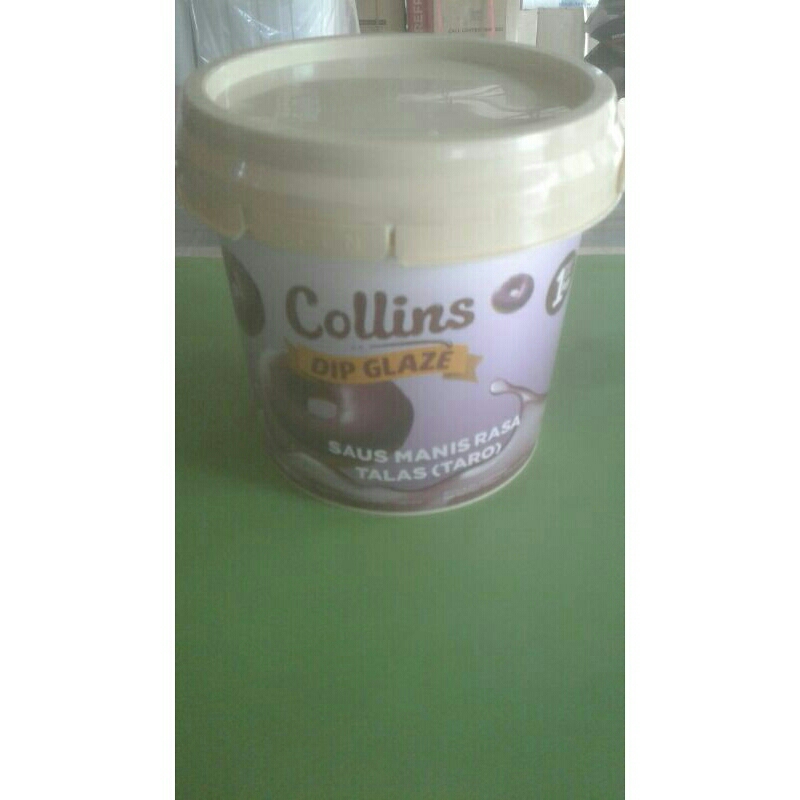 Collins
DIP GLAZE
SAUS MANIS RASA
TALAS (TARO)